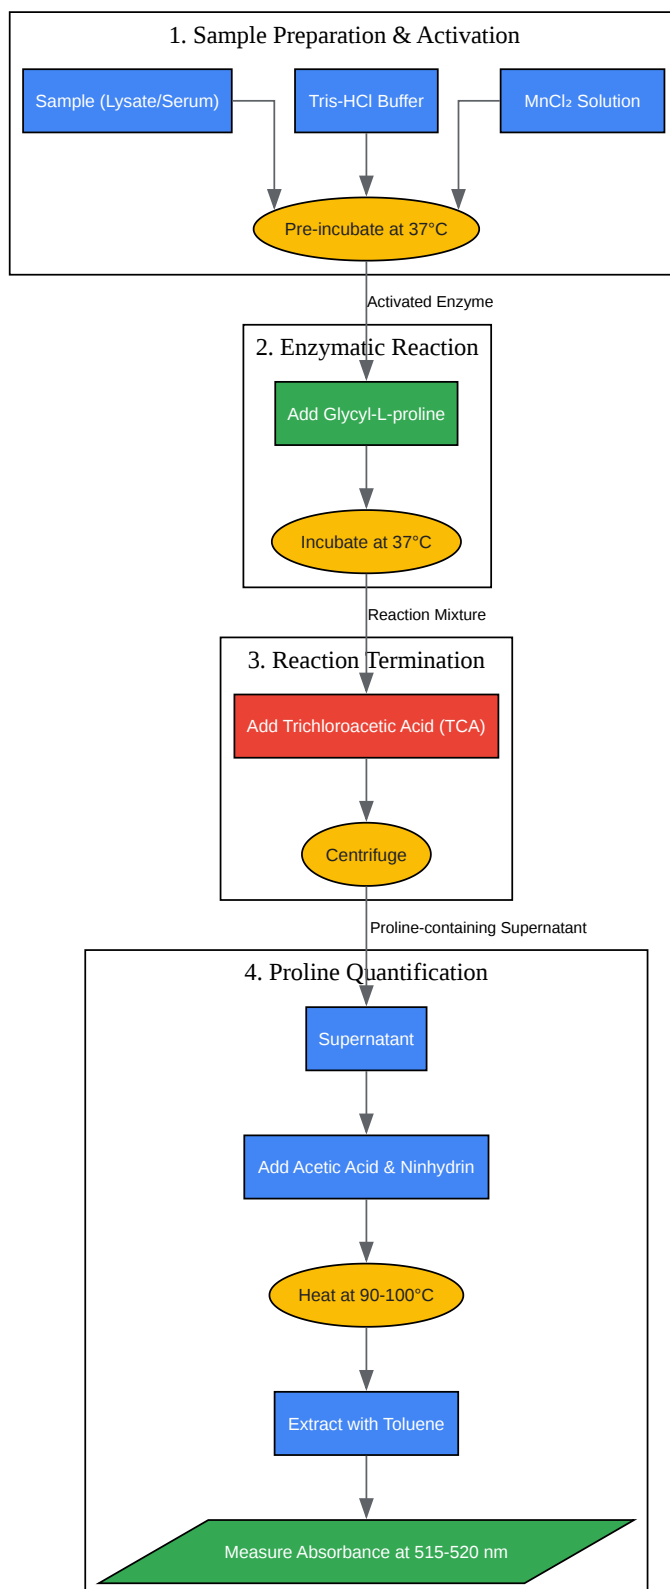 1. Sample Preparation & Activation
Sample (Lysate/Serum)
Tris-HCl Buffer
MnCl₂ Solution
Pre-incubate at 37°C
Activated Enzyme
2. Enzymatic Reaction
Add Glycyl-L-proline
Incubate at 37°C
Reaction Mixture
3. Reaction Termination
Add Trichloroacetic Acid (TCA)
Centrifuge
Proline-containing Supernatant
4. Proline Quantification
Supernatant
Add Acetic Acid & Ninhydrin
Heat at 90-100°C
Extract with Toluene
Measure Absorbance at 515-520 nm